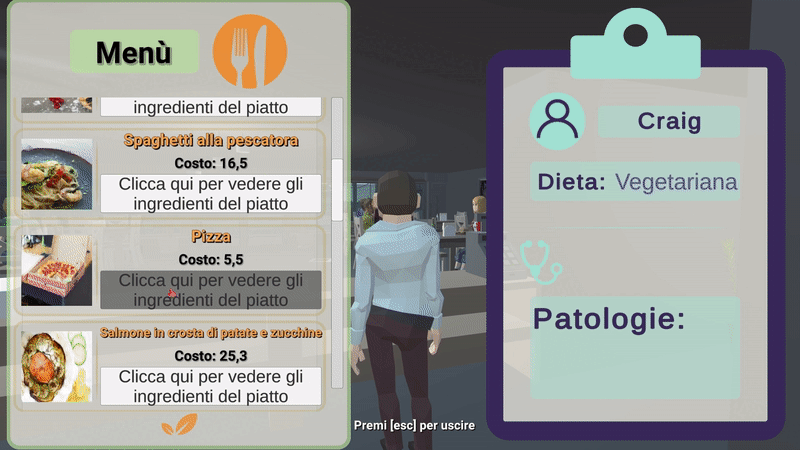 Menù
ingredienti del piatto
Spaghetti alla pescatora
Costo: 16,5
Clicca qui per vedere gli
ingredienti del piatto
Pizza
Costo: 5,5
Clicca qui per vedere gli
ingredienti del piatto
Salmone in crosta di patate e zucchine
Costo: 25,3
Clicca qui per vedere gli
ingredienti del piatto
Premi [esc] per uscire
Craig
Dieta: Vegetariana
Patologie: